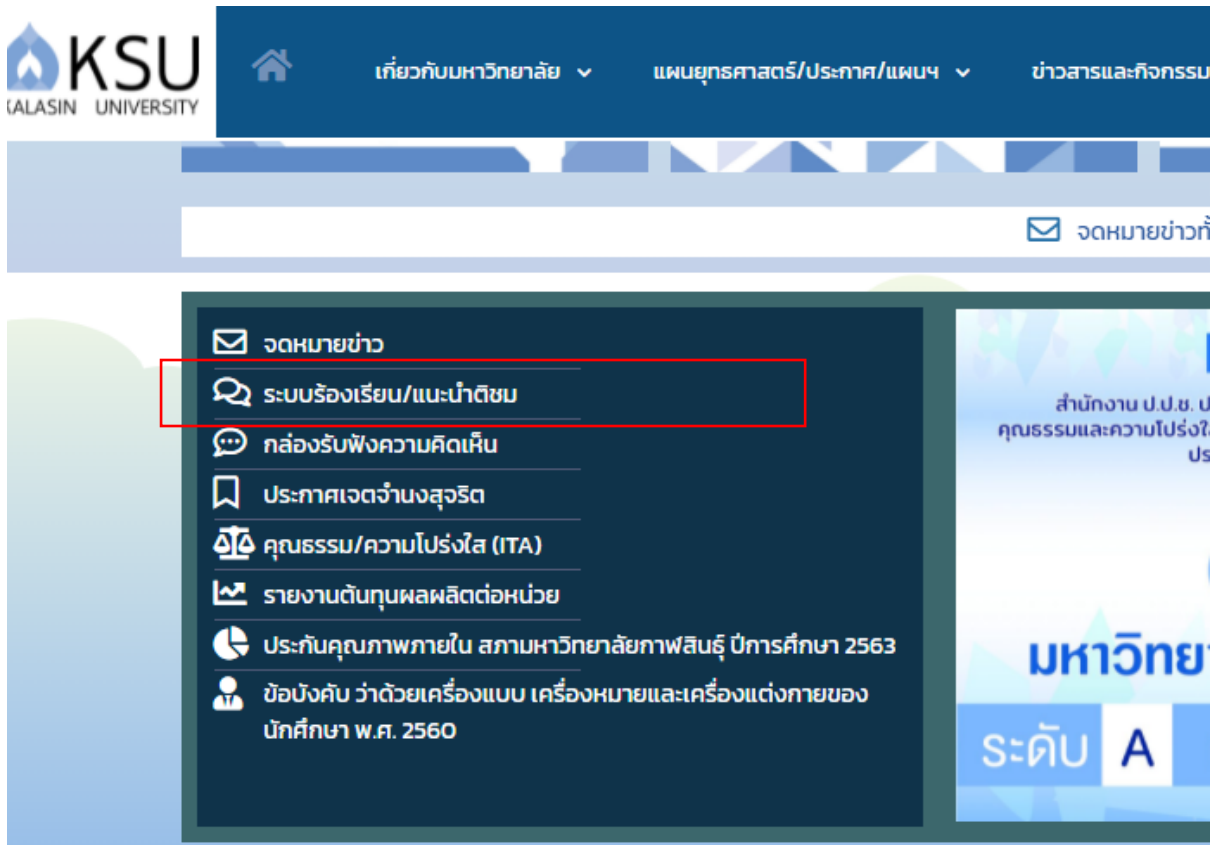 KSU
KALASIN UNIVERSITY
เกี่ยวกับมหาวิทยาลัย
แผนยุทธศาสตร์/ประกาศ/แผนฯ
ข่าวสารและกิจกรรม
จดหมายข่าวทั้
จดหมายข่าว
ระบบร้องเรียน/แนะนำติชม
กล่องรับฟังความคิดเห็น
ประกาศเจตจำนงสุจริต
คุณธรรม/ความโปร่งใส (ITA)
รายงานต้นทุนผลผลิตต่อหน่วย
ประกันคุณภาพภายใน สภามหาวิทยาลัยกาฬสินธุ์ ปีการศึกษา 2563
ข้อบังคับ ว่าด้วยเครื่องแบบ เครื่องหมายและเครื่องแต่งกายของ
นักศึกษา พ.ศ. 2560
สำนักงาน ป.ป.ช. ป
คุณธรรมและความโปร่งใ
ปร
มหาวิทย
ระดับ A